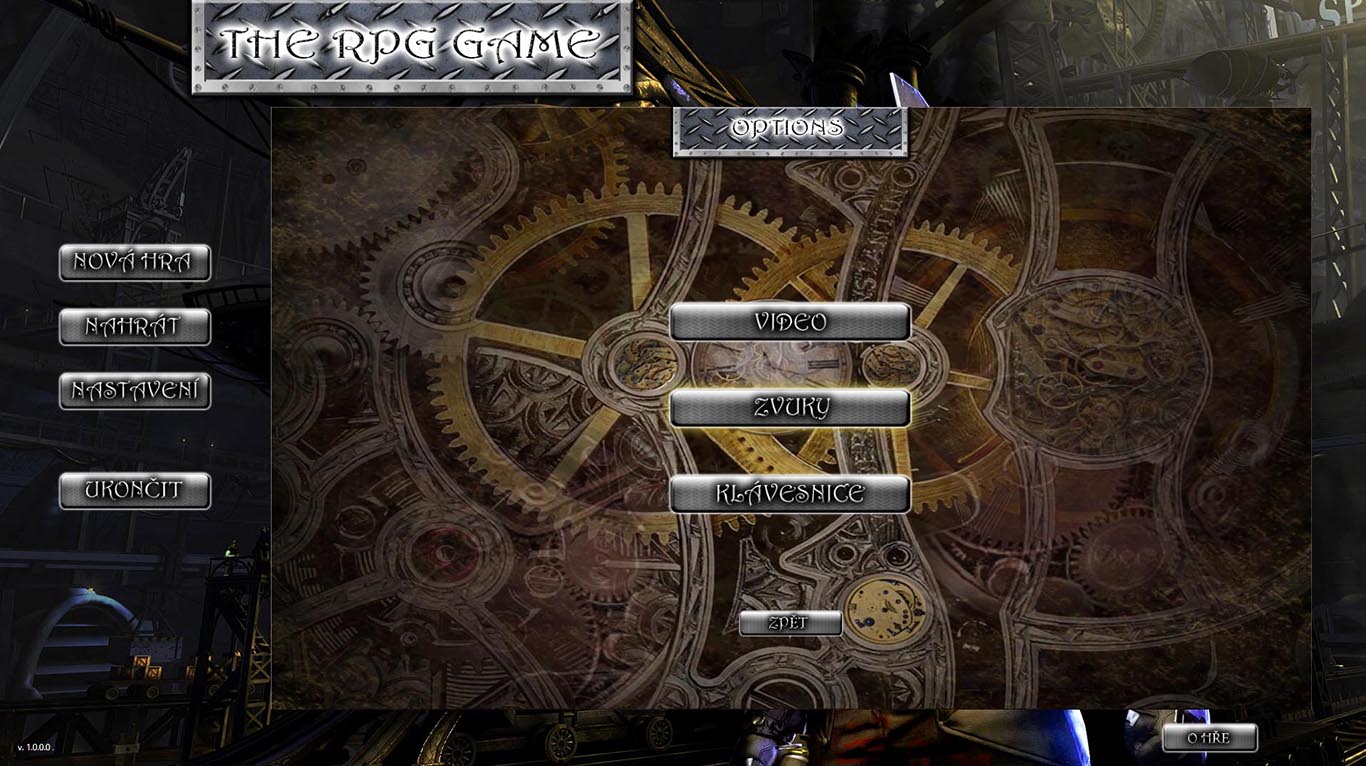 THE RPG GAME
OPTIONS
NOVÁ HRA
NAHRÁT
NASTAVENÍ
UKONČIT
VIDEO
ZVUKY
KLÁVESNICE
ZPĚT
v. 1.0.0.0 .
O HŘE